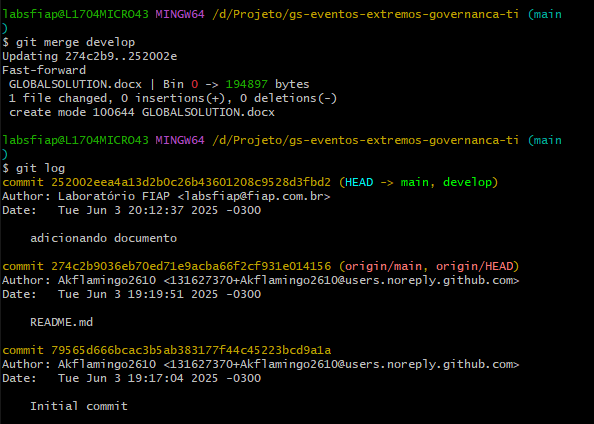 labsfiap@L1704MICRO43 MINGW64 /d/Projeto/gs-eventos-extremos-governanca-ti (main
)
$ git merge develop
Updating 274c2b9..252002e
Fast-forward
 GLOBALSOLUTION.docx | Bin 0 -> 194897 bytes
 1 file changed, 0 insertions(+), 0 deletions(-)
 create mode 100644 GLOBALSOLUTION.docx
labsfiap@L1704MICRO43 MINGW64 /d/Projeto/gs-eventos-extremos-governanca-ti (main
)
$ git log
commit 252002eea4a13d2b0c26b43601208c9528d3fbd2 (HEAD -> main, develop)
Author: Laboratório FIAP <labsfiap@fiap.com.br>
Date:   Tue Jun 3 20:12:37 2025 -0300
    adicionando documento
commit 274c2b9036eb70ed71e9acba66f2cf931e014156 (origin/main, origin/HEAD)
Author: Akflamingo2610 <131627370+Akflamingo2610@users.noreply.github.com>
Date:   Tue Jun 3 19:19:51 2025 -0300
    README.md
commit 79565d666bcac3b5ab383177f44c45223bcd9a1a
Author: Akflamingo2610 <131627370+Akflamingo2610@users.noreply.github.com>
Date:   Tue Jun 3 19:17:04 2025 -0300
    Initial commit